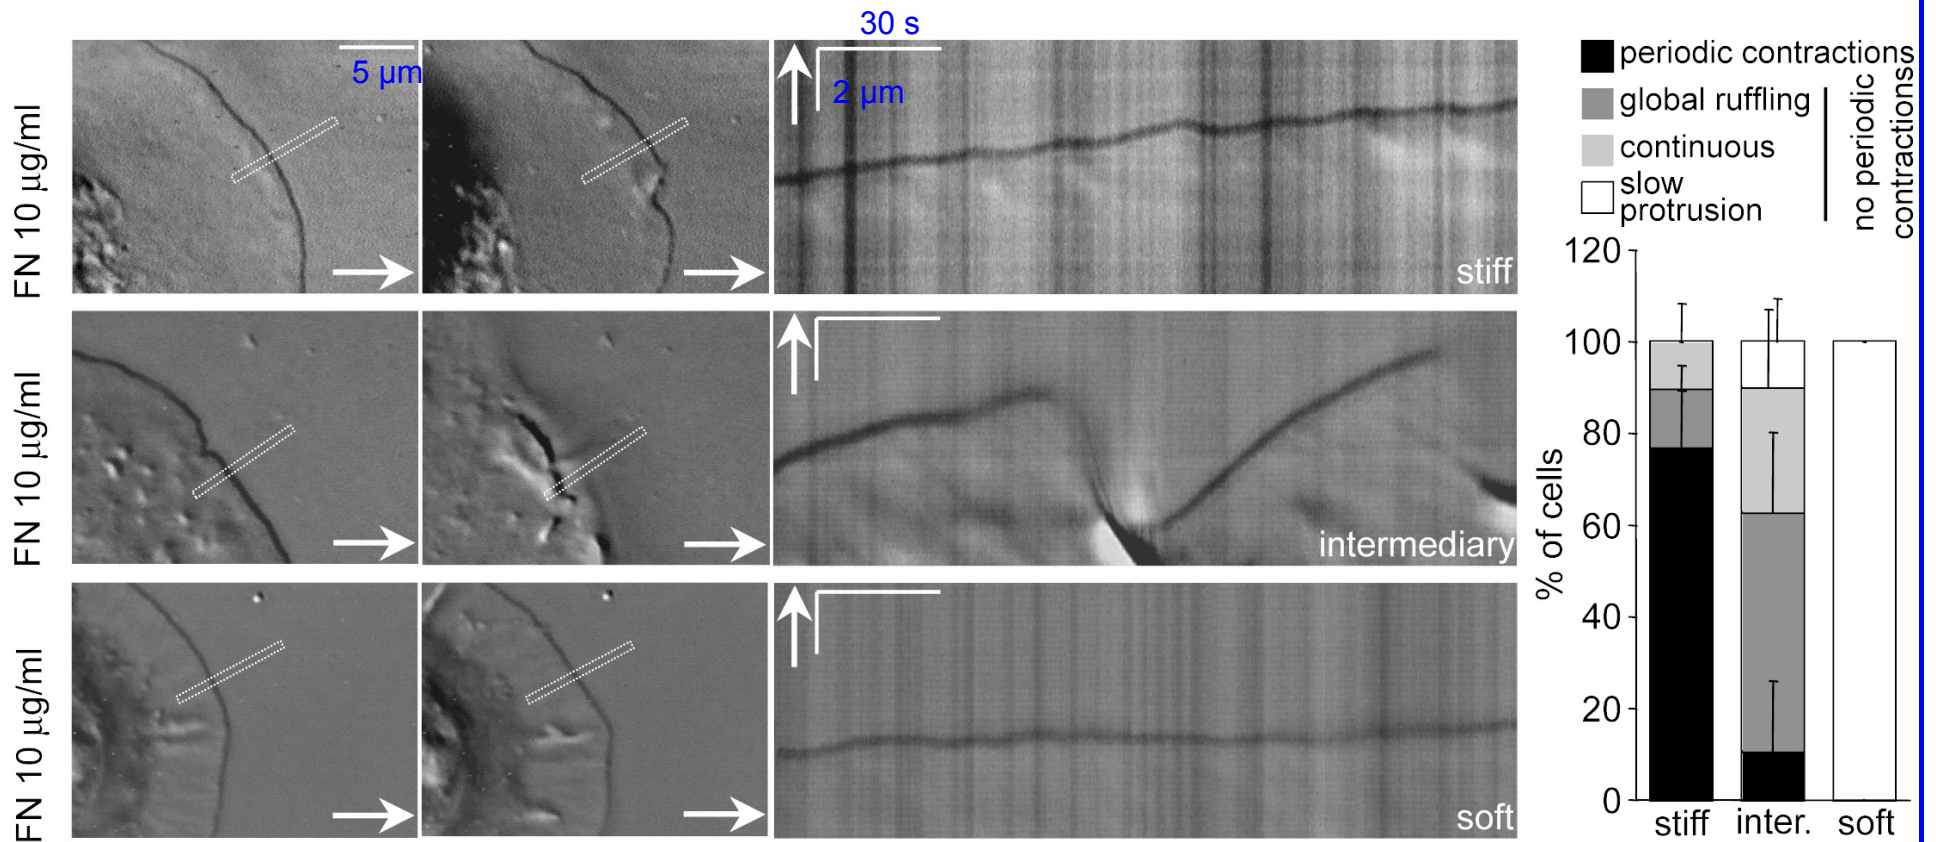 FN 10 µg/ml
5 µm
30 s
2 µm
stiff
FN 10 µg/ml
intermediary
FN 10 µg/ml
soft
periodic contractions
global ruffling
continuous
slow
protrusion
no periodic
contractions
% of cells
120
100
80
60
40
20
0
stiff inter. soft